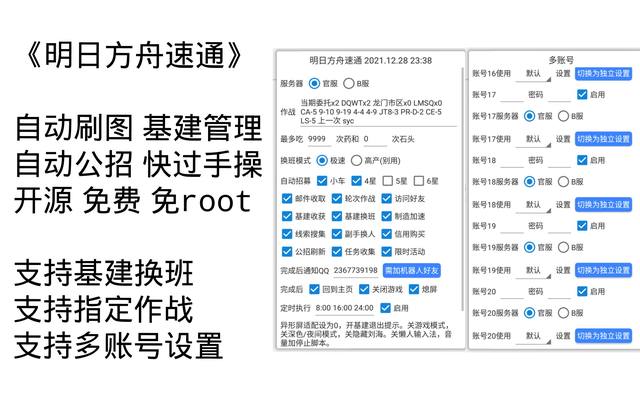 《明日方舟速通》
自动刷图 基建管理
自动公招 快过手操
开源 免费 免root
支持基建换班
支持指定作战
支持多账号设置
明日方舟速通 2021.12.28 23:38
服务器 官服 B服
作战 当期委托x2 DQWTx2 龙门市区x0 LMSQx0
CA-5 9-10 9-19 4-4 4-9 JT8-3 PR-D-2 CE-5
LS-5 上一次 syc
最多吃 9999 次药和 0 次石头
换班模式 极速 高产(别用)
自动招募 小车 4星 5星 6星
邮件收取 轮次作战 访问好友
基建收获 基建换班 制造加速
线索搜集 副手换人 信用购买
公招刷新 任务收集 限时活动
完成后通知QQ 2367739198 需加机器人好友
完成后 回到主页 关闭游戏 熄屏
定时执行 8:00 16:00 24:00 启用
异形屏适配设为0，开基建退出提示。关游戏模式，
关深色/夜间模式，关隐藏刘海。关懒人输入法，音
量加停止脚本。
多账号
账号16使用 默认 设置 切换为独立设置
账号17 密码 启用
账号17服务器 官服 B服
账号17使用 默认 设置 切换为独立设置
账号18 密码 启用
账号18服务器 官服 B服
账号18使用 默认 设置 切换为独立设置
账号19 密码 启用
账号19服务器 官服 B服
账号19使用 默认 设置 切换为独立设置
账号20 密码 启用
账号20服务器 官服 B服
账号20使用 默认 设置 切换为独立设置